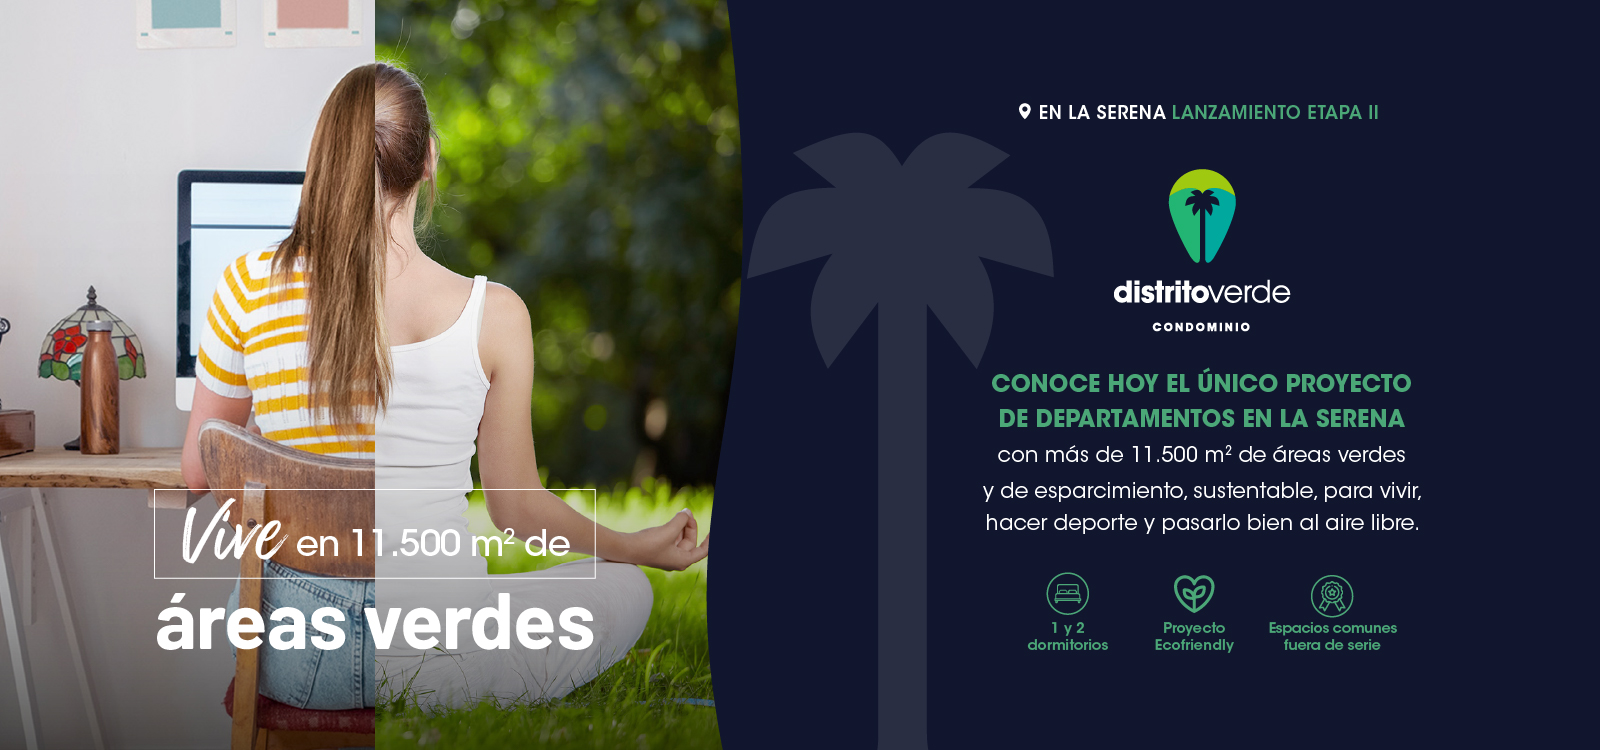 Vive en 11.500 m² de
áreas verdes
EN LA SERENA LANZAMIENTO ETAPA II
distritoverde
CONDOMINIO
CONOCE HOY EL ÚNICO PROYECTO
DE DEPARTAMENTOS EN LA SERENA
con más de 11.500 m² de áreas verdes
y de esparcimiento, sustentable, para vivir,
hacer deporte y pasarlo bien al aire libre.
1 y 2
dormitorios
Proyecto
Ecofriendly
Espacios comunes
fuera de serie